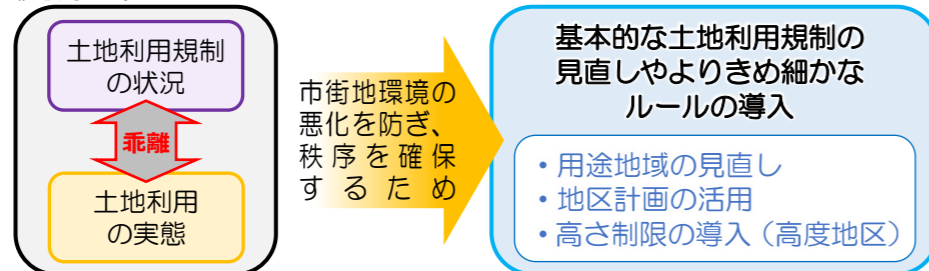 土地利用規制
の状況
乖離
土地利用
の実態
市街地環境の
悪化を防ぎ、
秩序を確保
するため
基本的な土地利用規制の
見直しやよりきめ細かな
ルールの導入
・用途地域の見直し
・地区計画の活用
・高さ制限の導入（高度地区）